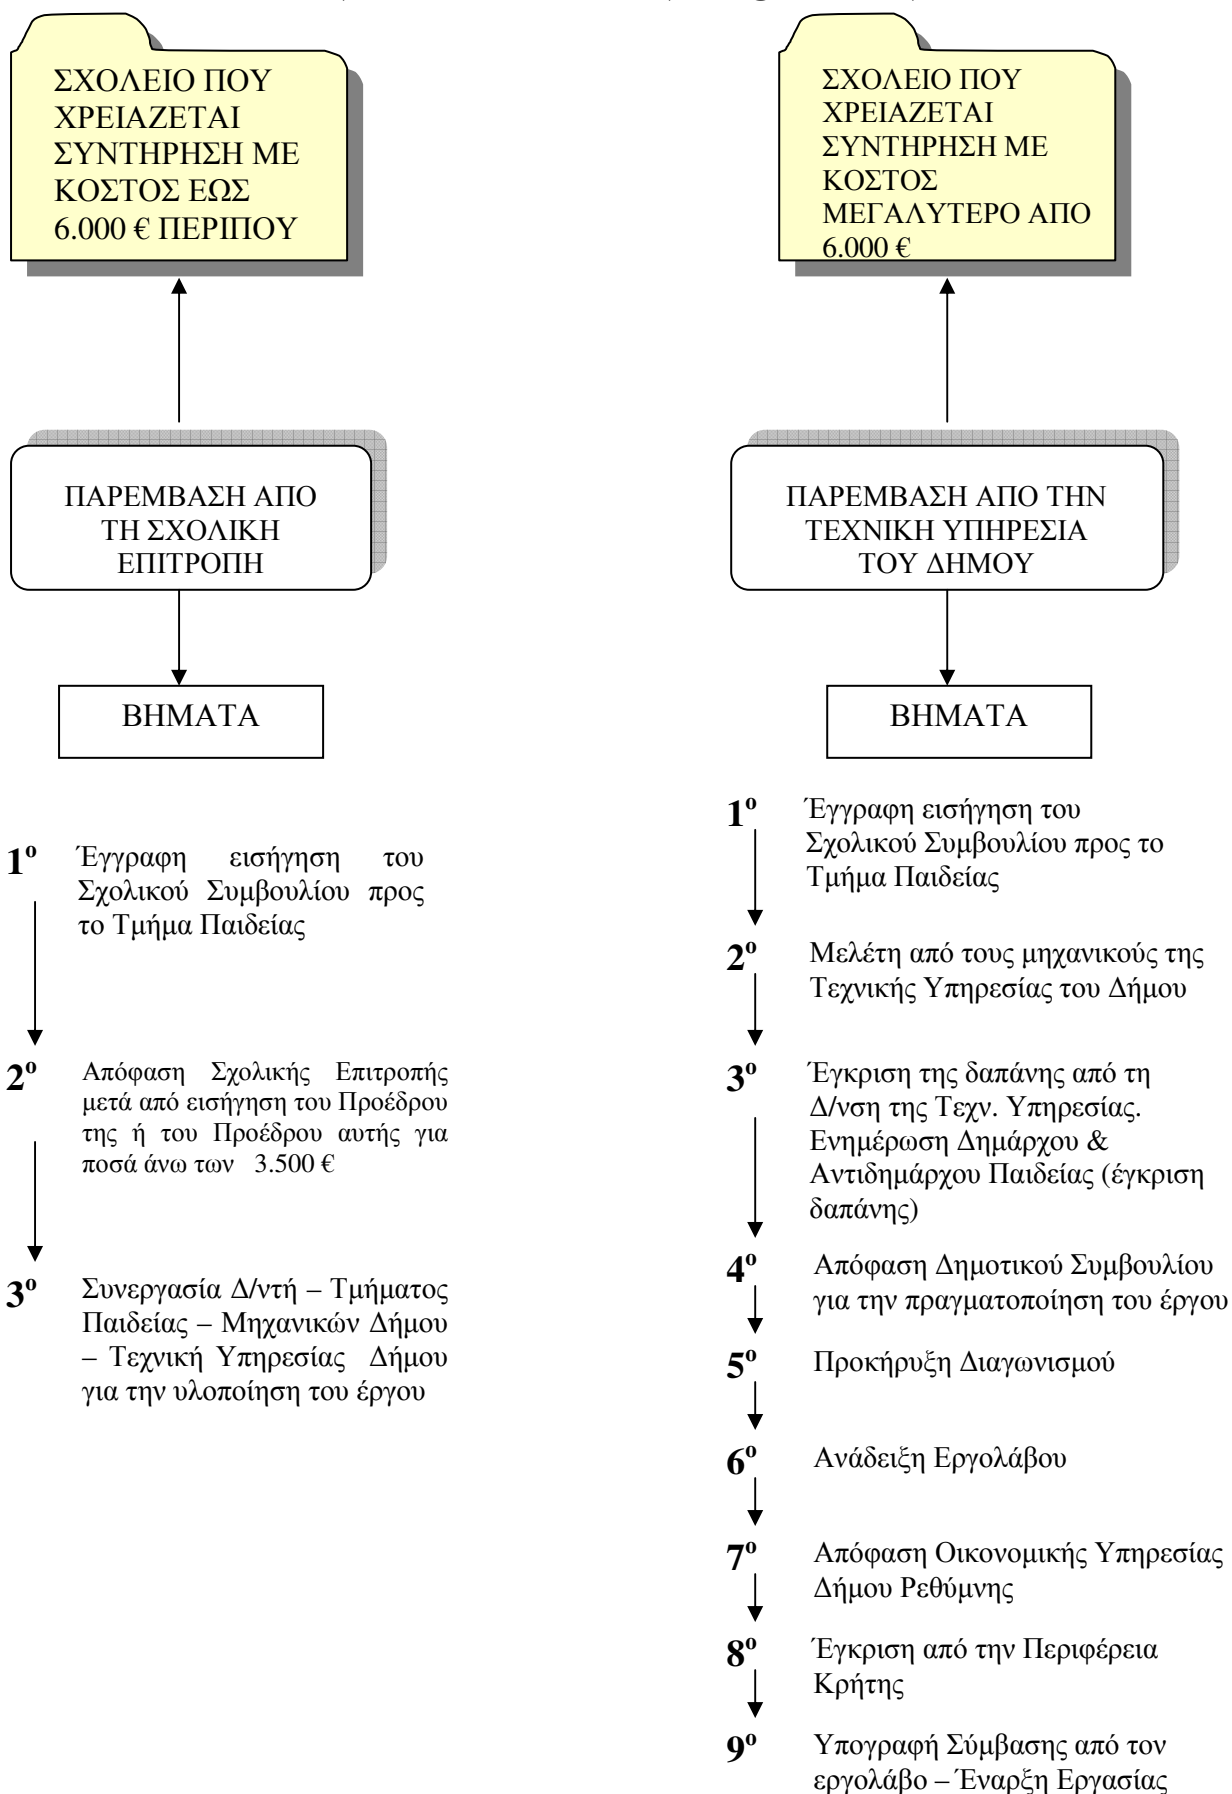 ΣΧΟΛΕΙΟ ΠΟΥ
ΧΡΕΙΑΖΕΤΑΙ
ΣΥΝΤΗΡΗΣΗ ΜΕ
ΚΟΣΤΟΣ ΕΩΣ
6.000 € ΠΕΡΙΠΟΥ
ΠΑΡΕΜΒΑΣΗ ΑΠΟ
ΤΗ ΣΧΟΛΙΚΗ
ΕΠΙΤΡΟΠΗ
ΒΗΜΑΤΑ
1º Έγγραφη εισήγηση του
Σχολικού Συμβουλίου προς
το Τμήμα Παιδείας
2º Απόφαση Σχολικής Επιτροπής
μετά από εισήγηση του Προέδρου
της ή του Προέδρου αυτής για
ποσά άνω των 3.500 €
3º Συνεργασία Δ/ντή – Τμήματος
Παιδείας – Μηχανικών Δήμου
– Τεχνική Υπηρεσίας Δήμου
για την υλοποίηση του έργου
ΣΧΟΛΕΙΟ ΠΟΥ
ΧΡΕΙΑΖΕΤΑΙ
ΣΥΝΤΗΡΗΣΗ ΜΕ
ΚΟΣΤΟΣ
ΜΕΓΑΛΥΤΕΡΟ ΑΠΟ
6.000 €
ΠΑΡΕΜΒΑΣΗ ΑΠΟ ΤΗΝ
ΤΕΧΝΙΚΗ ΥΠΗΡΕΣΙΑ
ΤΟΥ ΔΗΜΟΥ
ΒΗΜΑΤΑ
1º Έγγραφη εισήγηση του
Σχολικού Συμβουλίου προς το
Τμήμα Παιδείας
2º Μελέτη από τους μηχανικούς της
Τεχνικής Υπηρεσίας του Δήμου
3º Έγκριση της δαπάνης από τη
Δ/νση της Τεχν. Υπηρεσίας.
Ενημέρωση Δημάρχου &
Αντιδημάρχου Παιδείας (έγκριση
δαπάνης)
4º Απόφαση Δημοτικού Συμβουλίου
για την πραγματοποίηση του έργου
5º Προκήρυξη Διαγωνισμού
6º Ανάδειξη Εργολάβου
7º Απόφαση Οικονομικής Υπηρεσίας
Δήμου Ρεθύμνης
8º Έγκριση από την Περιφέρεια
Κρήτης
9º Υπογραφή Σύμβασης από τον
εργολάβο – Έναρξη Εργασίας